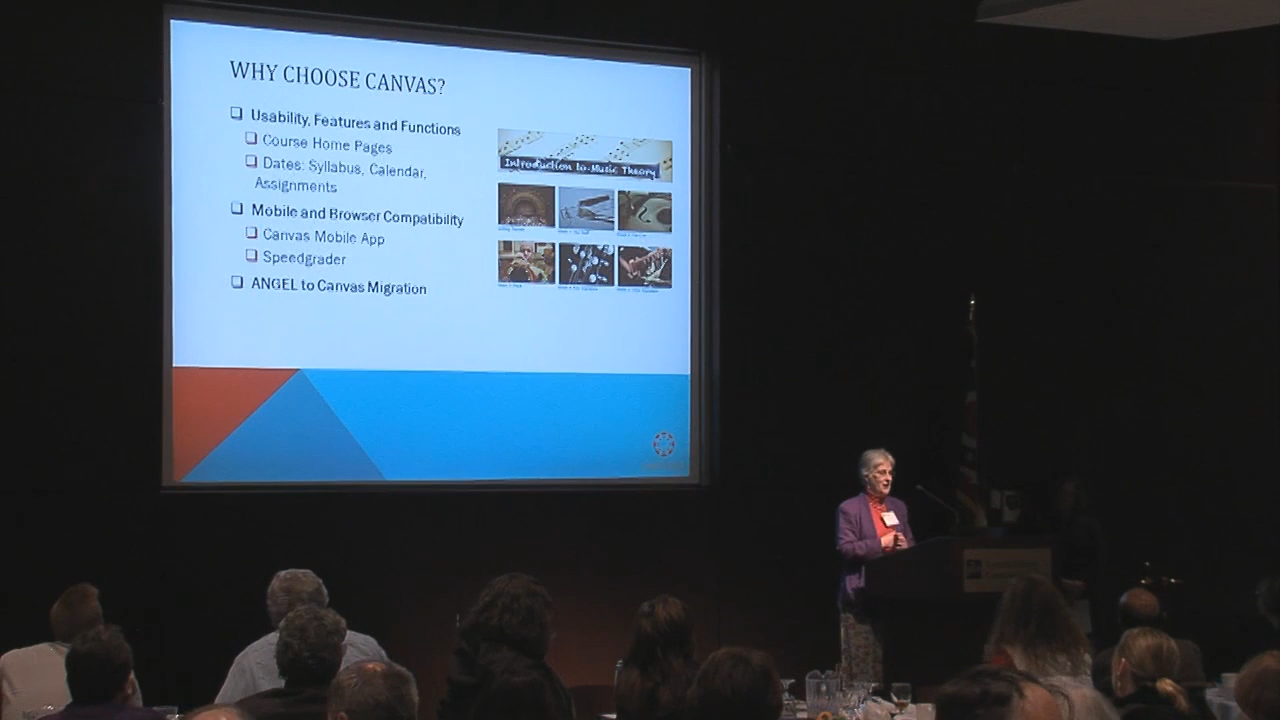 WHY CHOOSE CANVAS?
Usability, Features and Functions
Course Home Pages
Dates: Syllabus, Calendar,
Assignments
Mobile and Browser Compatibility
Canvas Mobile App
Speedgrader
ANGEL to Canvas Migration
Introduction to Music Theory